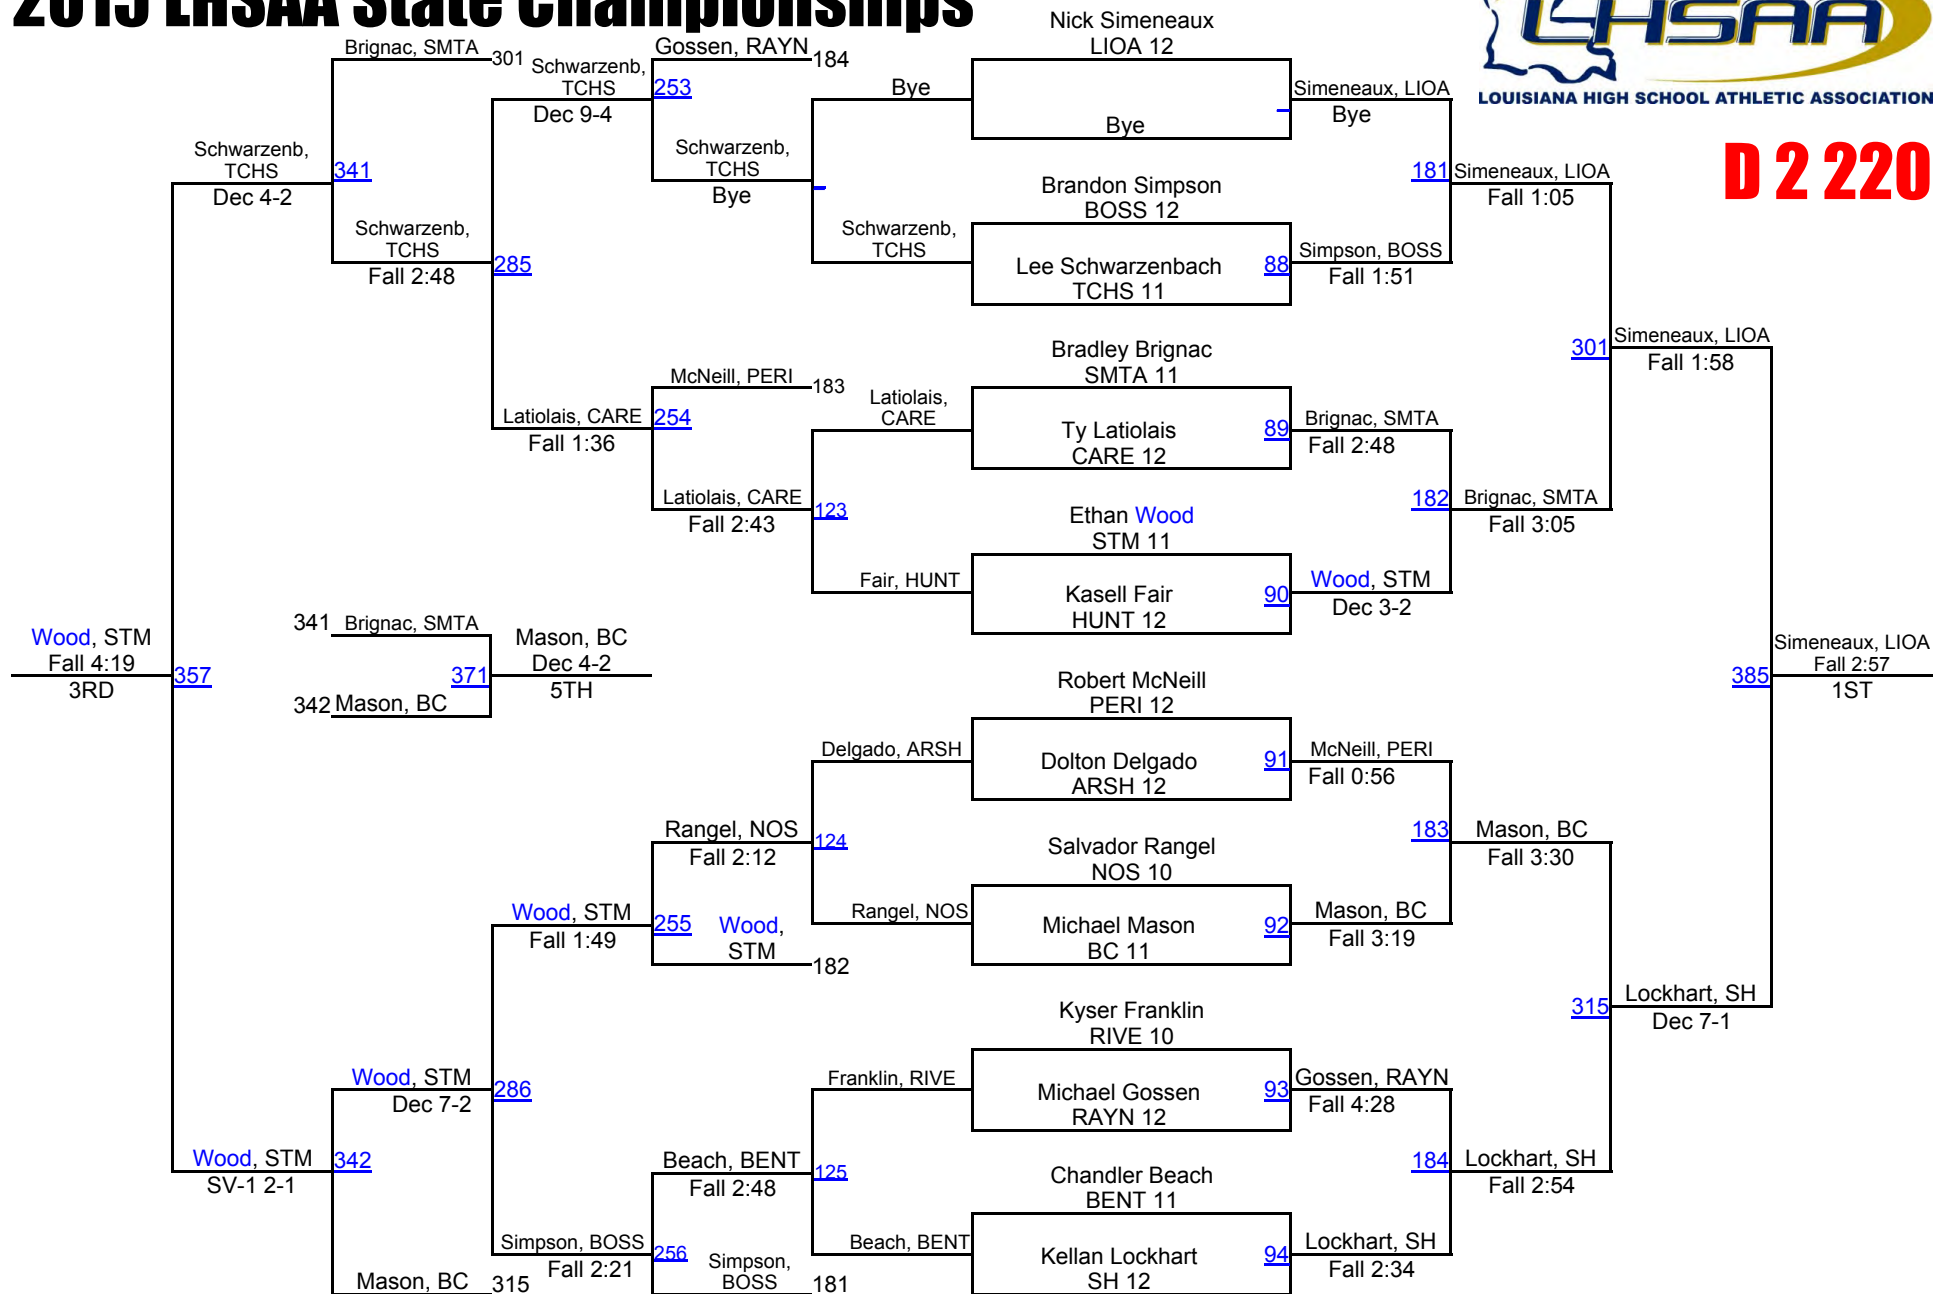 2015 LHSAA State Championships
LHSAA
LOUISIANA HIGH SCHOOL ATHLETIC ASSOCIATION
D 2 220
Brignac, SMTA
301
Schwarzenb,
TCHS
Dec 9-4
Gossen, RAYN
184
253
Schwarzenb,
TCHS
Bye
Bye
Schwarzenb,
TCHS
Nick Simeneaux
LIOA 12
Bye
Simeneaux, LIOA
Bye
Brandon Simpson
BOSS 12
Lee Schwarzenbach
TCHS 11
88
Simpson, BOSS
Fall 1:51
181
Simeneaux, LIOA
Fall 1:05
Schwarzenb,
TCHS
Dec 4-2
341
Schwarzenb,
TCHS
Fall 2:48
285
McNeill, PERI
183
Latiolais, CARE
Fall 1:36
254
Latiolais, CARE
Fall 2:43
Latiolais,
CARE
123
Fair, HUNT
Bradley Brignac
SMTA 11
Ty Latiolais
CARE 12
89
Brignac, SMTA
Fall 2:48
Ethan Wood
STM 11
Kasell Fair
HUNT 12
90
Wood, STM
Dec 3-2
182
Brignac, SMTA
Fall 3:05
301
Simeneaux, LIOA
Fall 1:58
Wood, STM
Fall 4:19
3RD
357
341
Brignac, SMTA
342
Mason, BC
371
Mason, BC
Dec 4-2
5TH
385
Simeneaux, LIOA
Fall 2:57
1ST
Robert McNeill
PERI 12
Dolton Delgado
ARSH 12
91
McNeill, PERI
Fall 0:56
Delgado, ARSH
Rangel, NOS
Fall 2:12
124
Rangel, NOS
Salvador Rangel
NOS 10
Michael Mason
BC 11
92
Mason, BC
Fall 3:19
183
Mason, BC
Fall 3:30
Wood, STM
Fall 1:49
255
Wood,
STM
182
315
Lockhart, SH
Dec 7-1
Kyser Franklin
RIVE 10
Michael Gossen
RAYN 12
93
Gossen, RAYN
Fall 4:28
Franklin, RIVE
Wood, STM
Dec 7-2
286
Wood, STM
SV-1 2-1
342
Beach, BENT
Fall 2:48
125
Beach, BENT
Chandler Beach
BENT 11
Kellan Lockhart
SH 12
94
Lockhart, SH
Fall 2:34
184
Lockhart, SH
Fall 2:54
Simpson, BOSS
Fall 2:21
256
Simpson,
BOSS
181
Mason, BC
315